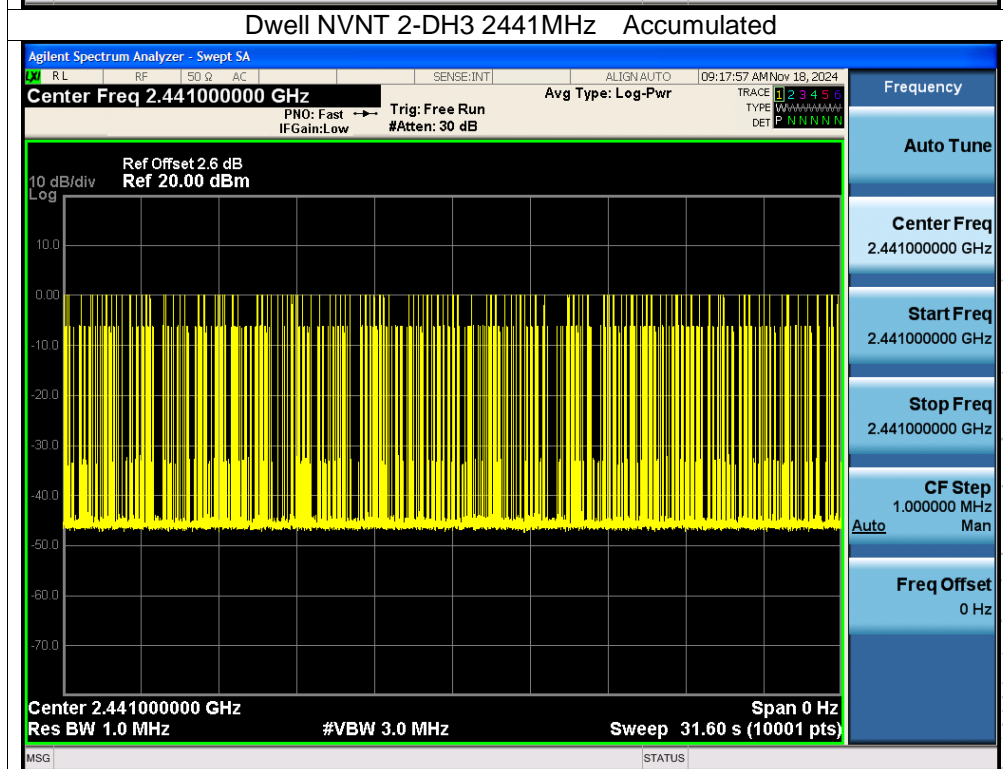 Dwell NVNT 2-DH3 2441MHz Accumulated
Agilent Spectrum Analyzer - Swept SA
LXI RL RF 50 Ω AC SENSE:INT ALIGN AUTO 09:17:57 AM Nov 18, 2024
Center Freq 2.441000000 GHz Avg Type: Log-Pwr TRACE 1 2 3 4 5 6
PNO: Fast Trig: Free Run TYPE WWWWWW
IFGain:Low #Atten: 30 dB DET P N N N N N
Frequency
Auto Tune
Center Freq
2.441000000 GHz
Start Freq
2.441000000 GHz
Stop Freq
2.441000000 GHz
CF Step
1.000000 MHz
Auto Man
Freq Offset
0 Hz
Ref Offset 2.6 dB
10 dB/div Ref 20.00 dBm
Log
10.0
0.00
-10.0
-20.0
-30.0
-40.0
-50.0
-60.0
-70.0
Center 2.441000000 GHz Span 0 Hz
Res BW 1.0 MHz #VBW 3.0 MHz Sweep 31.60 s (10001 pts)
MSG STATUS